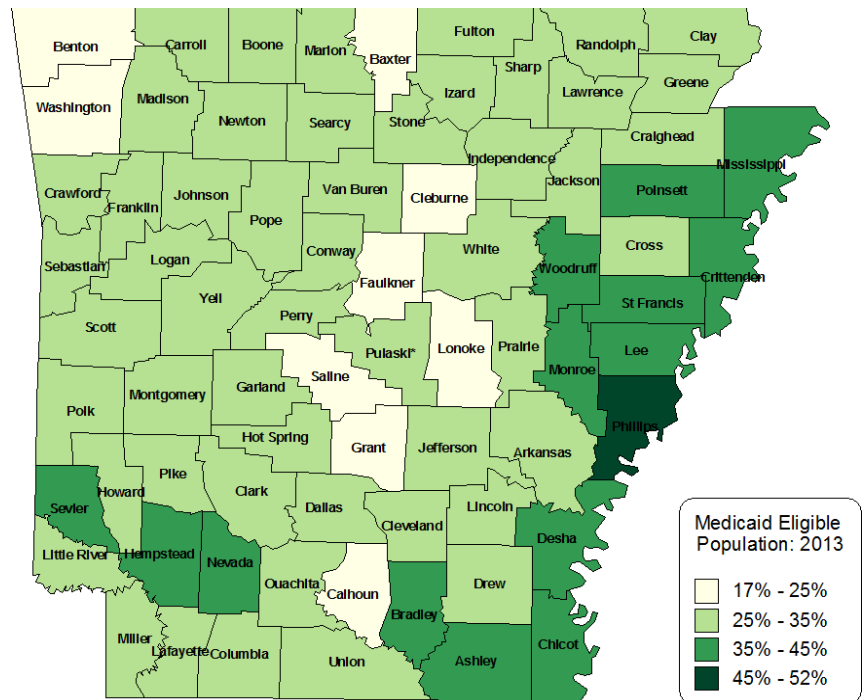 Benton
Carroll
Boone
Marion
Baxter
Fulton
Randolph
Clay
Washington
Madison
Newton
Searcy
Stone
Izard
Sharp
Lawrence
Greene
Independence
Craighead
Mississippi
Crawford
Franklin
Johnson
Pope
Van Buren
Cleburne
Jackson
Poinsett
Sebastian
Logan
Conway
Faulkner
White
Woodruff
Cross
Crittenden
Scott
Yell
Perry
Pulaski*
Lonoke
Prairie
St Francis
Monroe
Lee
Polk
Montgomery
Garland
Saline
Hot Spring
Grant
Jefferson
Arkansas
Phillips
Sevier
Howard
Pike
Clark
Dallas
Cleveland
Lincoln
Desha
Little River
Hempstead
Nevada
Ouachita
Calhoun
Bradley
Drew
Miller
Lafayette
Columbia
Union
Ashley
Chicot
Medicaid Eligible
Population: 2013
17% - 25%
25% - 35%
35% - 45%
45% - 52%